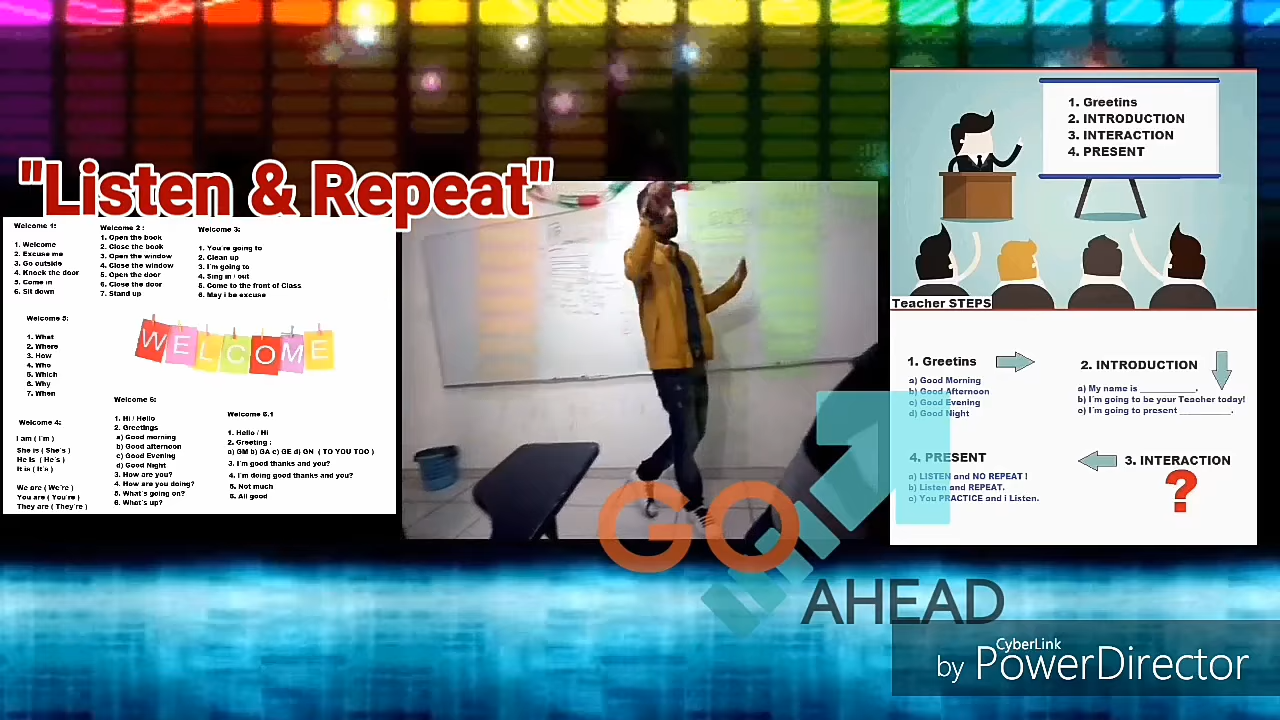 "Listen & Repeat"
Welcome 1:
1. Welcome
2. Excuse me
3. Go outside
4. Knock the door
5. Come in
6. Sit down
Welcome 2 :
1. Open the book
2. Close the book
3. Open the window
4. Close the window
5. Open the door
6. Close the door
7. Stand up
Welcome 3:
1. You're going to
2. Clean up
3. I'm going to
4. Sing in / out
5. Come to the front of Class
6. May i be excuse
Welcome 5:
1. What
2. Where
3. How
4. Who
5. Which
6. Why
7. When
WELCOME
Welcome 4:
I am ( I'm )
She is ( She's )
He is ( He's )
It is ( It's )
We are ( We're )
You are ( You're )
They are ( They're )
Welcome 6:
1. Hi / Hello
2. Greetings
a) Good morning
b) Good afternoon
c) Good Evening
d) Good Night
3. How are you?
4. How are you doing?
5. What's going on?
6. What's up?
Welcome 6.1
1. Hello / Hi
2. Greeting :
a) GM b) GA c) GE d) GN ( TO YOU TOO )
3. I'm good thanks and you?
4. I'm doing good thanks and you?
5. Not much
6. All good
1. Greetins
2. INTRODUCTION
3. INTERACTION
4. PRESENT
Teacher STEPS
1. Greetins
a) Good Morning
b) Good Afternoon
c) Good Evening
d) Good Night
2. INTRODUCTION
a) My name is __________.
b) I´m going to be your Teacher today!
c) I´m going to present __________.
3. INTERACTION
?
4. PRESENT
a) LISTEN and NO REPEAT !
b) Listen and REPEAT.
c) You PRACTICE and i Listen.
GO
AHEAD
by CyberLink
PowerDirector